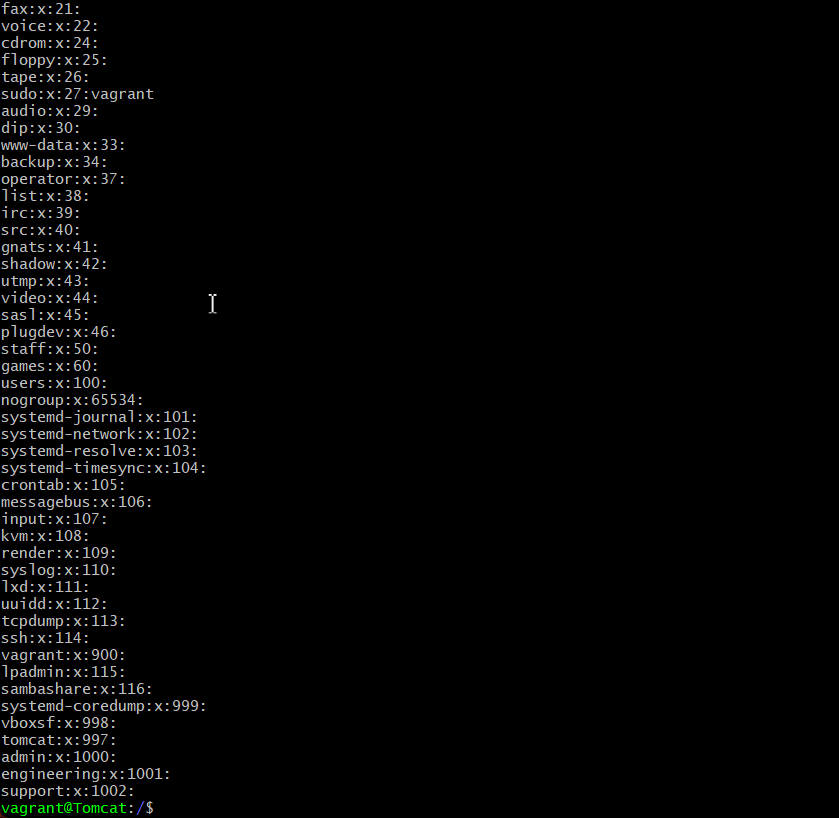 fax:x:21:
voice:x:22:
cdrom:x:24:
floppy:x:25:
tape:x:26:
sudo:x:27:vagrant
audio:x:29:
dip:x:30:
www-data:x:33:
backup:x:34:
operator:x:37:
list:x:38:
irc:x:39:
src:x:40:
gnats:x:41:
shadow:x:42:
utmp:x:43:
video:x:44:
sasl:x:45:
plugdev:x:46:
staff:x:50:
games:x:60:
users:x:100:
nogroup:x:65534:
systemd-journal:x:101:
systemd-network:x:102:
systemd-resolve:x:103:
systemd-timesync:x:104:
crontab:x:105:
messagebus:x:106:
input:x:107:
kvm:x:108:
render:x:109:
syslog:x:110:
lxd:x:111:
uuidd:x:112:
tcpdump:x:113:
ssh:x:114:
vagrant:x:900:
lpadmin:x:115:
sambashare:x:116:
systemd-coredump:x:999:
vboxsf:x:998:
tomcat:x:997:
admin:x:1000:
engineering:x:1001:
support:x:1002:
vagrant@Tomcat:/$